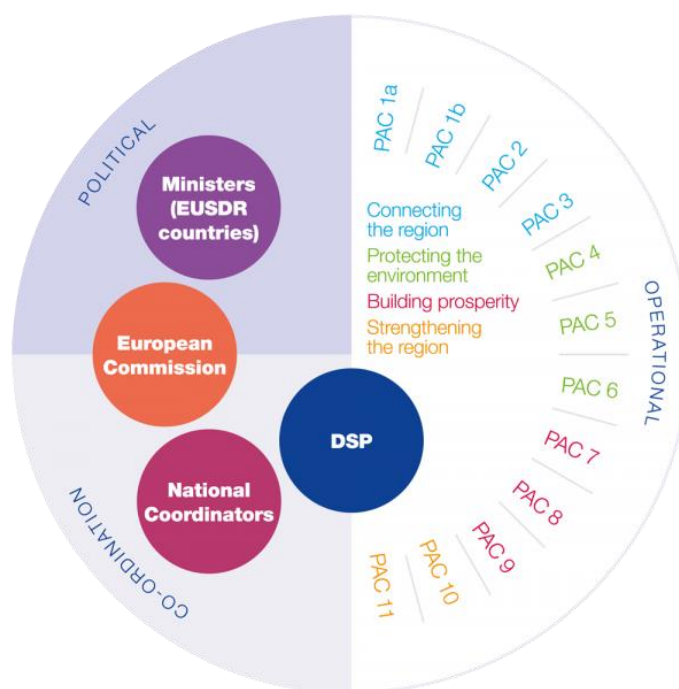 POLITICAL
Ministers
(EUSDR
countries)
European
Commission
National
Coordinators
CO-ORDINATION
DSP
Connecting
the region
Protecting the
environment
Building prosperity
Strengthening
the region
PAC 1a
PAC 1b
PAC 2
PAC 3
PAC 4
PAC 5
PAC 6
PAC 7
PAC 8
PAC 9
PAC 10
PAC 11
OPERATIONAL